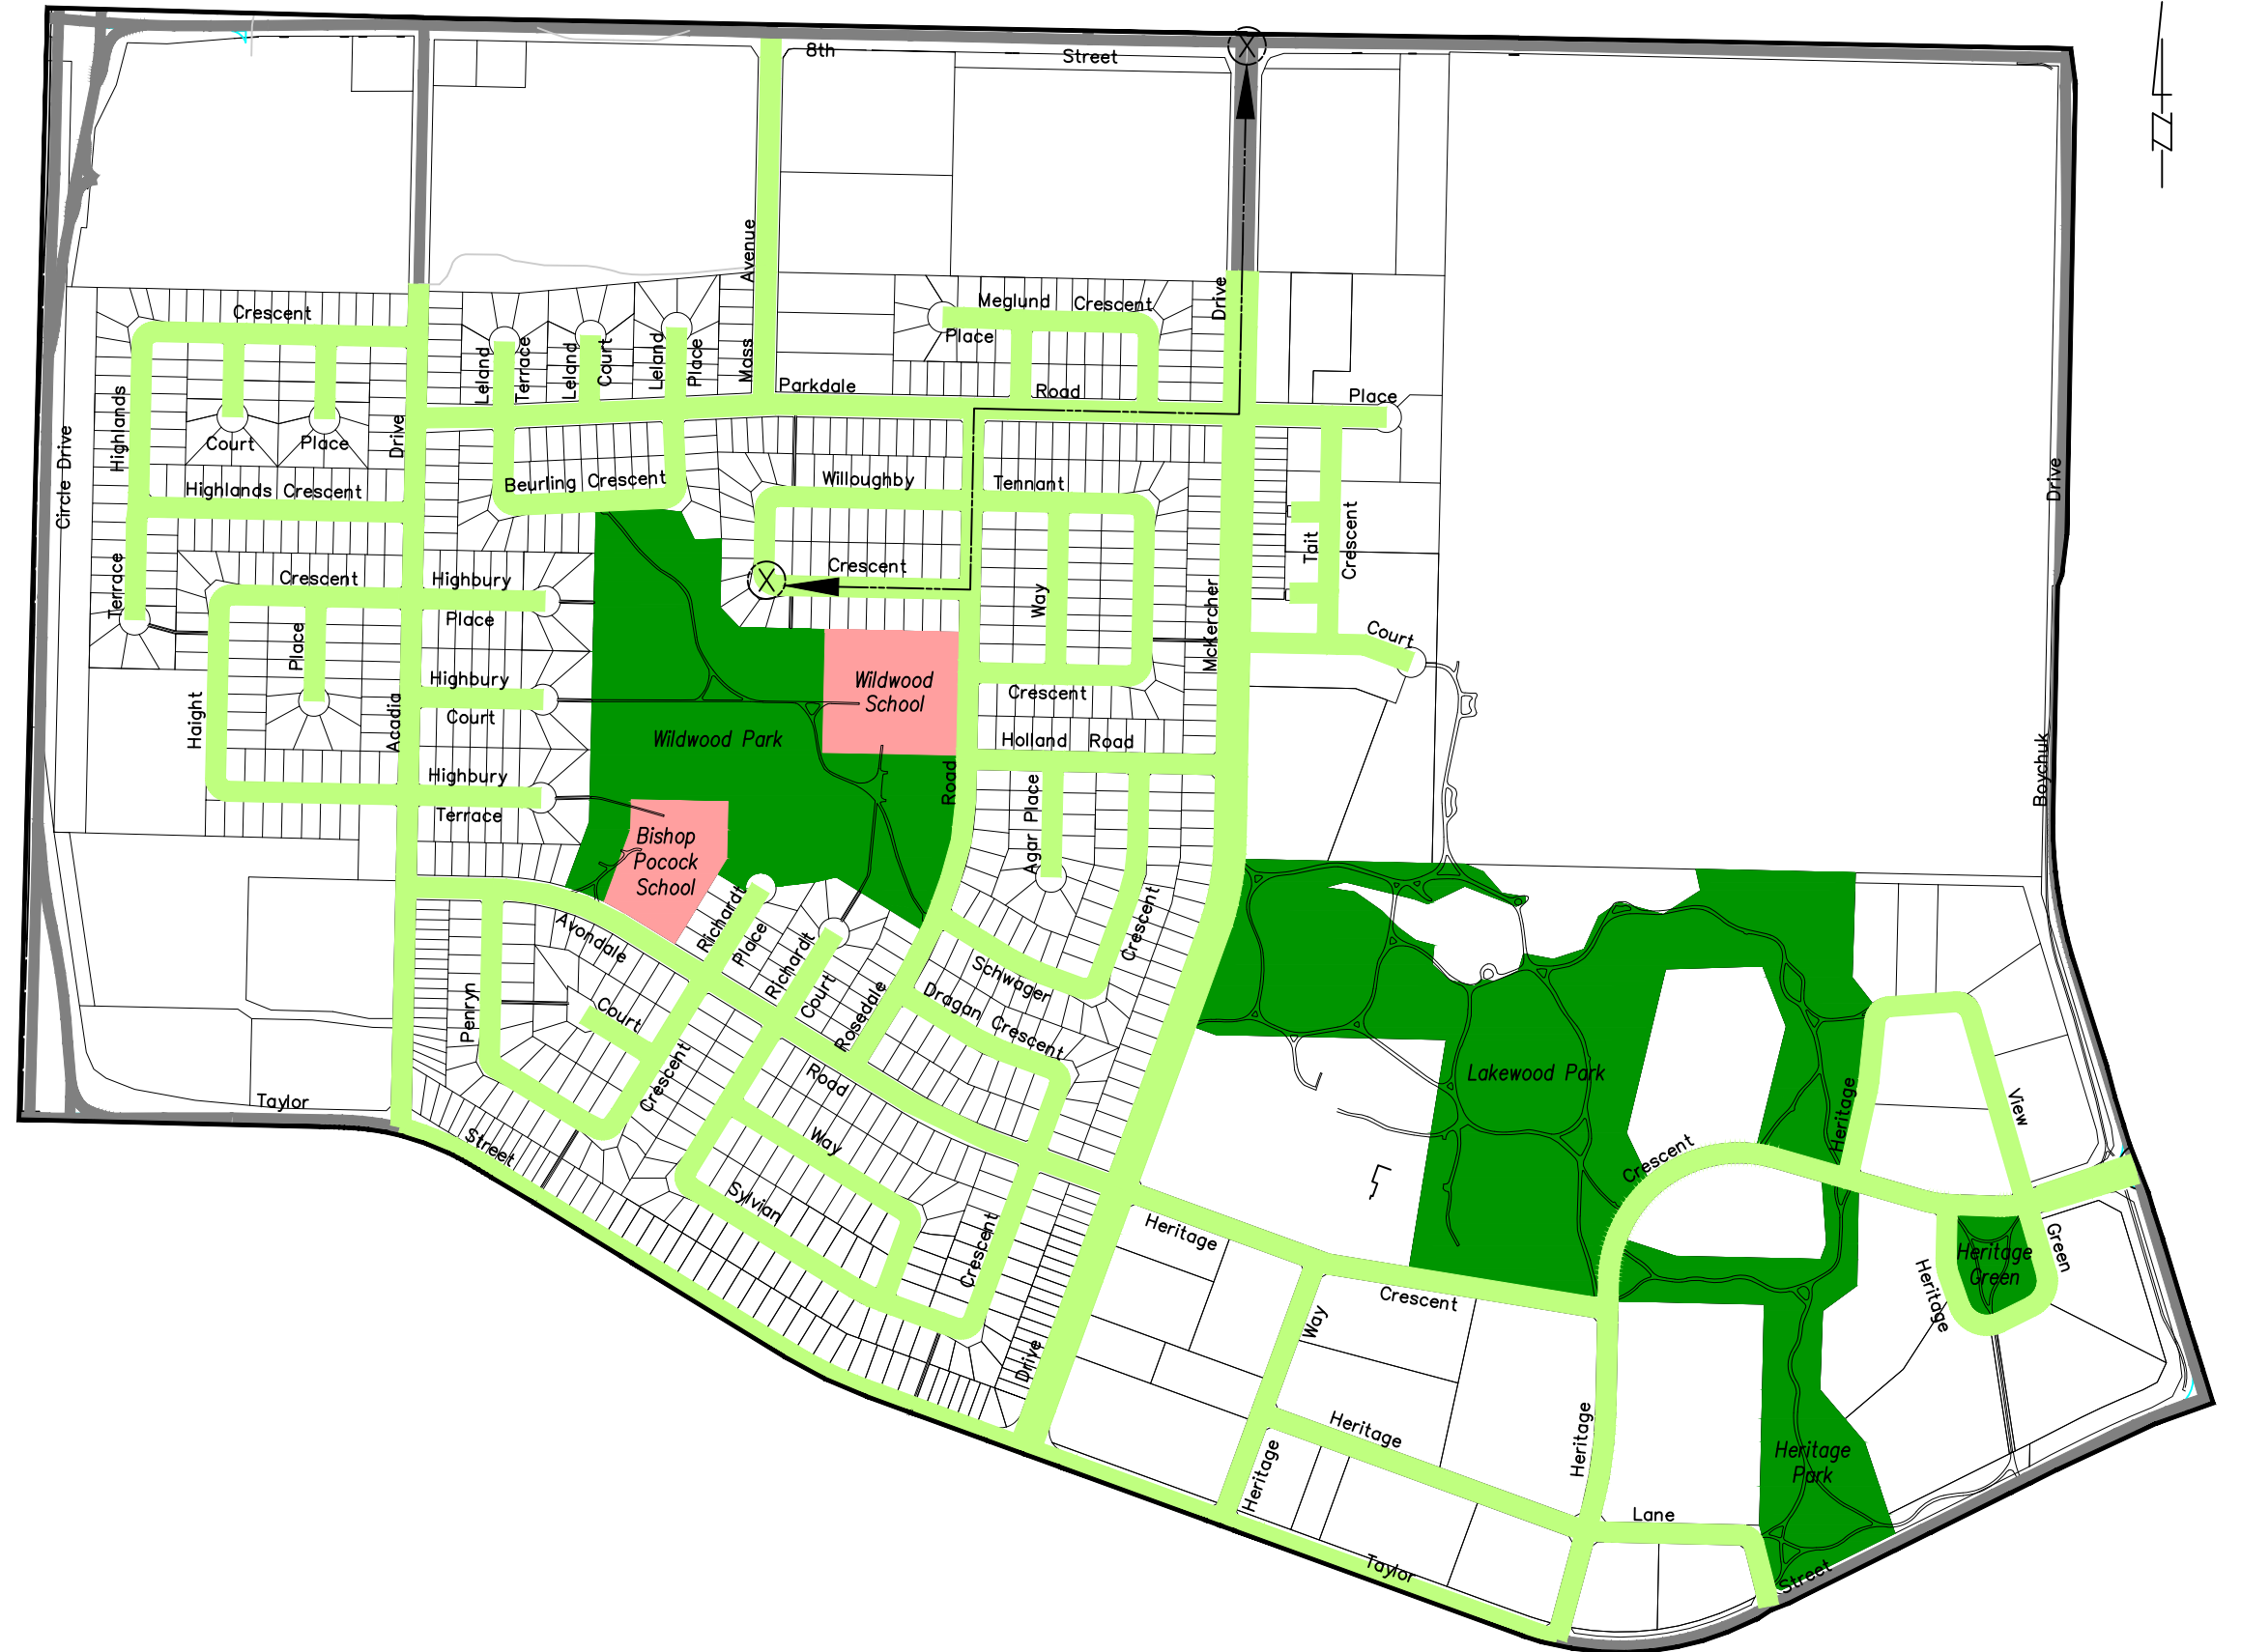 8th
Street
X
Avenue
Crescent
Meglund
Crescent
Drive
Place
Leland
Terrace
Leland
Court
Leland
Place
Moss
Parkdale
Road
Place
Highlands
Court
Place
Drive
Circle Drive
Highlands
Crescent
Beurling
Crescent
Willoughby
Tennant
Drive
Tait
Crescent
Terrace
Crescent
Highbury
Place
X
Crescent
Way
McKercher
Court
Place
Haight
Acadia
Highbury
Court
Wildwood
School
Crescent
Wildwood Park
Holland
Road
Boychuk
Highbury
Terrace
Road
Agar Place
Bishop
Pocock
School
Richardt
Place
Avondale
Richardt
Court
Rosedale
Schwager
Crescent
Penryn
Court
Crescent
Dragan
Crescent
Lakewood Park
Taylor
Street
Road
Way
Sylvian
Crescent
Drive
Heritage
View
Crescent
Heritage
Heritage
Green
Green
Heritage
Crescent
Way
Heritage
Heritage
Heritage
Heritage
Park
Lane
Taylor
Street